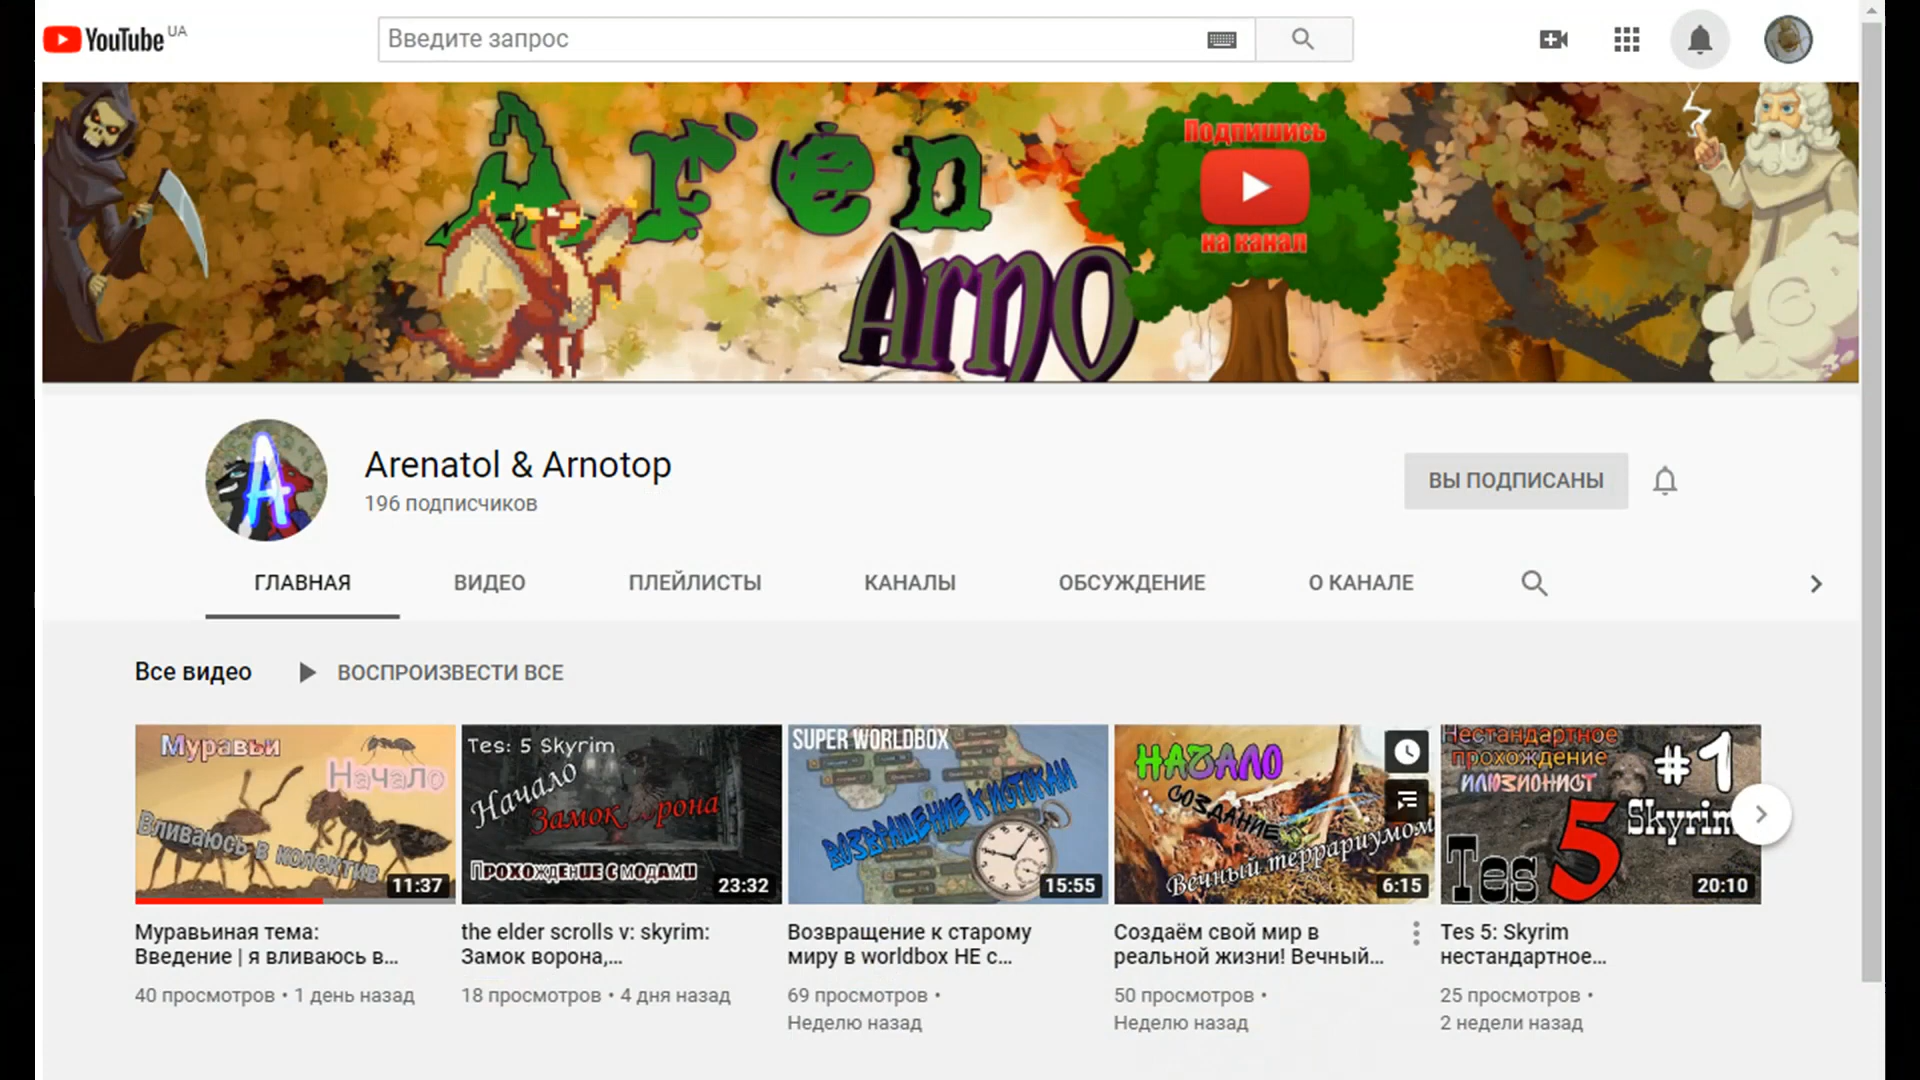 YouTube UA
Введите запрос
Aren
Arno
Подпишись
на канал
A
Arenatol & Arnotop
196 подписчиков
ВЫ ПОДПИСАНЫ
ГЛАВНАЯ
ВИДЕО
ПЛЕЙЛИСТЫ
КАНАЛЫ
ОБСУЖДЕНИЕ
О КАНАЛЕ
Все видео
ВОСПРОИЗВЕСТИ ВСЕ
Муравьи
Начало
Вливаюсь в колектив
11:37
Tes: 5 Skyrim
Начало
Замок ворона
Прохождение с модами
23:32
SUPER WORLDBOX
ВОЗВРАЩЕНИЕ К ИСТОКАМ
15:55
НАЧАЛО
СОЗДАНИЕ
Вечный террариумом
6:15
Нестандартное
прохождение
иллюзионист
#1
Tes 5 Skyrim
20:10
Муравьиная тема:
Введение | я вливаюсь в...
40 просмотров • 1 день назад
the elder scrolls v: skyrim:
Замок ворона,...
18 просмотров • 4 дня назад
Возвращение к старому
миру в worldbox НЕ с...
69 просмотров •
Неделю назад
Создаём свой мир в
реальной жизни! Вечный...
50 просмотров •
Неделю назад
Tes 5: Skyrim
нестандартное...
25 просмотров •
2 недели назад